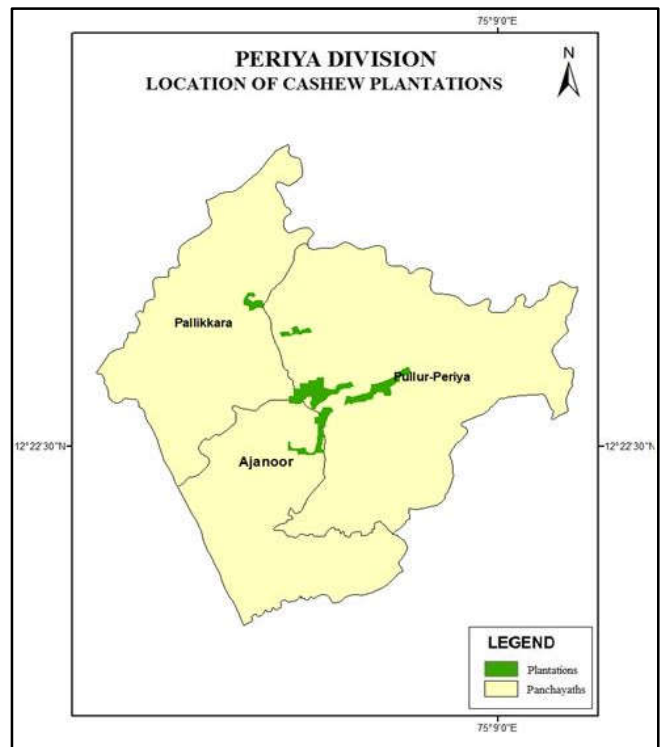 75°9'0"E
PERIYA DIVISION
LOCATION OF CASHEW PLANTATIONS
N
Pallikkara
Pullur-Periya
12°22'30"N
12°22'30"N
Ajanoor
LEGEND
Plantations
Panchayaths
75°9'0"E